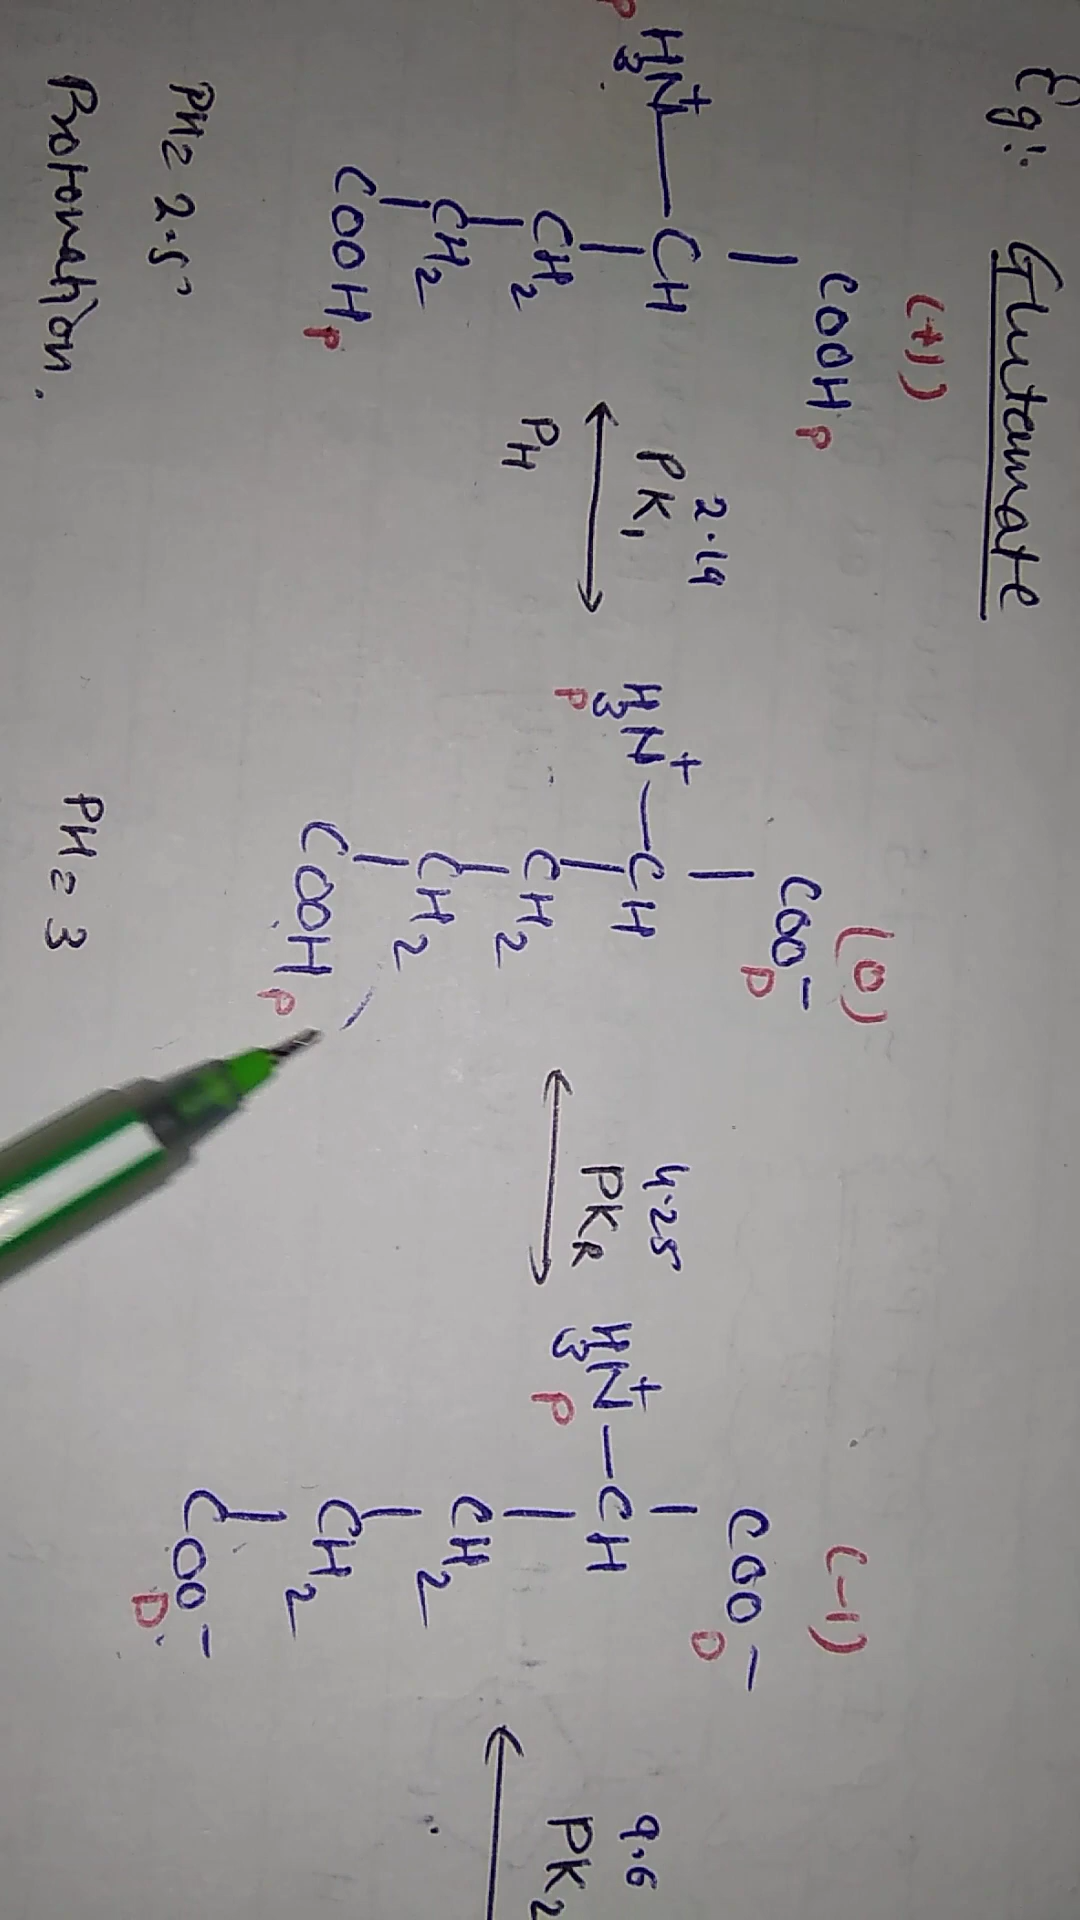 Eg:- Glutamate
(+1) (0) (-1)
COOH P COO- D COO- D
P H3N+ — CH P H3N+ — CH P H3N+ — CH
CH2 CH2 CH2
CH2 CH2 CH2
COOH P COOH P COO- D
2.19 4.25 9.6
PK1 PKR PK2
PH
PH = 2.5
PH = 3
Protonation.